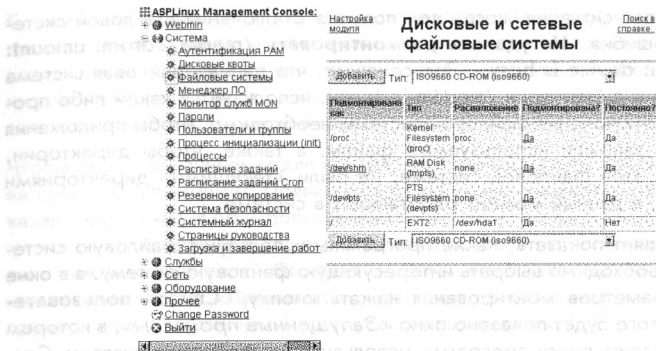 ASPLinux Management Console:
Webmin
Система
Аутентификация PAM
Дисковые квоты
Файловые системы
Менеджер ПО
Монитор служб MON
Пароли
Пользователи и группы
Процесс инициализации (init)
Процессы
Расписание заданий
Расписание заданий Cron
Резервное копирование
Система безопасности
Системный журнал
Страницы руководства
Загрузка и завершение работ
Службы
Сеть
Оборудование
Прочее
Change Password
Выйти
Настройка модуля
Дисковые и сетевые
файловые системы
Поиск в
справке..
Добавить Тип: ISO9660 CD-ROM (iso9660)
Подмонтирована как Тип Расположение Подмонтирована? Постоянно?
/proc Kernel Filesystem (proc) proc Да Да
/dev/shm RAM Disk (tmpfs) none Да Да
/dev/pts PTS Filesystem (devpts) none Да Да
/ EXT2 /dev/hda1 Да Нет
Добавить Тип: ISO9660 CD-ROM (iso9660)